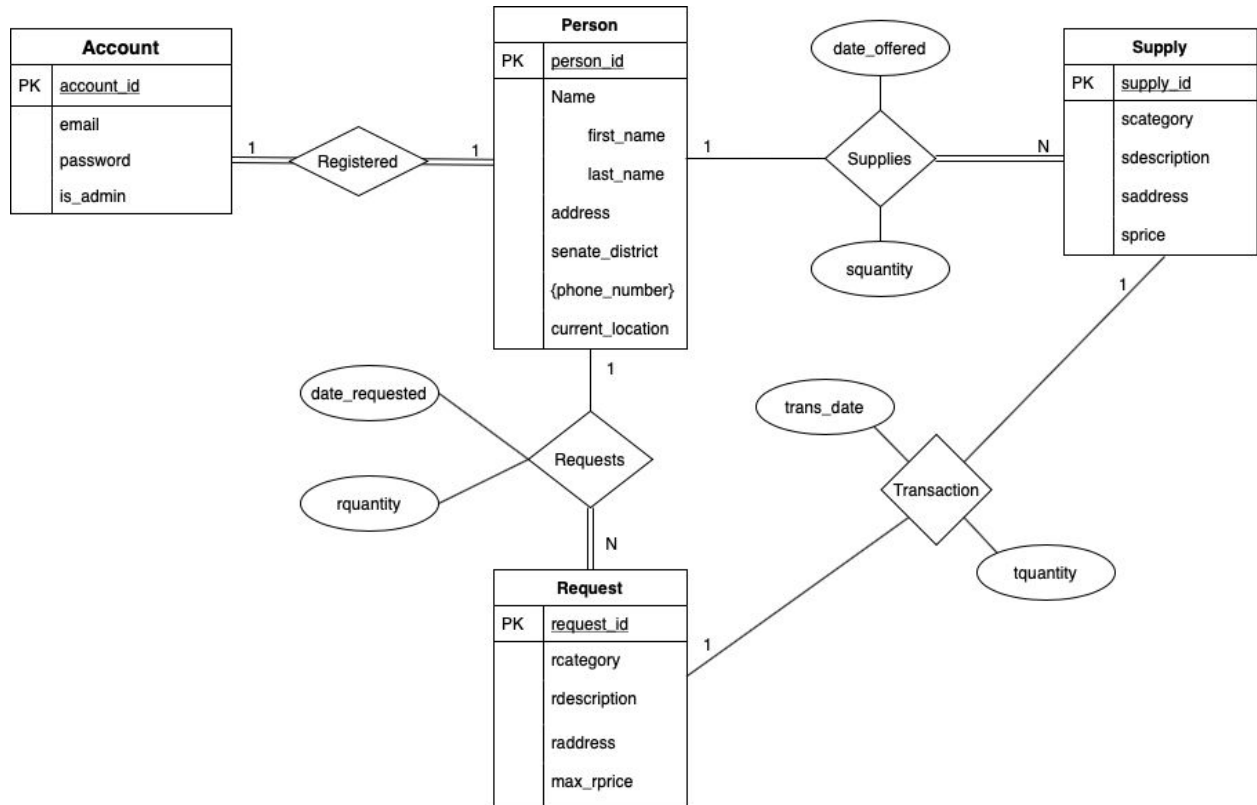 Account
PK account_id
email
password
is_admin
1
Registered
1
Person
PK person_id
Name
first_name
last_name
address
senate_district
{phone_number}
current_location
1
date_offered
Supplies
squantity
N
Supply
PK supply_id
scategory
sdescription
saddress
sprice
1
1
date_requested
Requests
rquantity
N
trans_date
Transaction
tquantity
1
Request
PK request_id
rcategory
rdescription
raddress
max_rprice